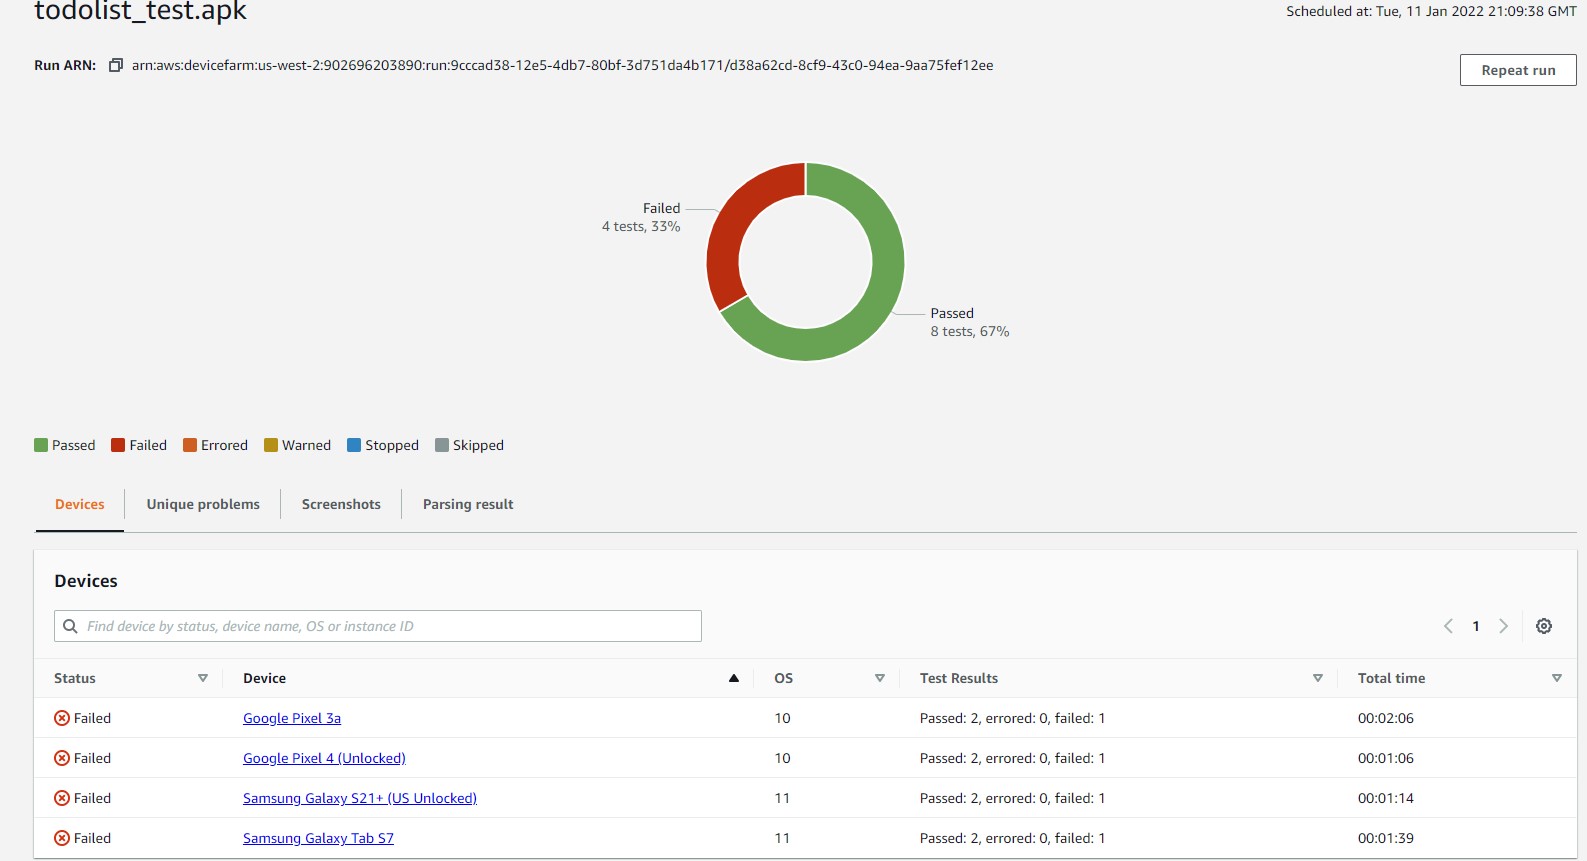 todolist_test.apk
Scheduled at: Tue, 11 Jan 2022 21:09:38 GMT
Run ARN: arn:aws:devicefarm:us-west-2:902696203890:run:9cccad38-12e5-4db7-80bf-3d751da4b171/d38a62cd-8cf9-43c0-94ea-9aa75fef12ee
Repeat run
Failed
4 tests, 33%
Passed
8 tests, 67%
Passed Failed Errored Warned Stopped Skipped
Devices Unique problems Screenshots Parsing result
Devices
Find device by status, device name, OS or instance ID
1
Status Device OS Test Results Total time
Failed Google Pixel 3a 10 Passed: 2, errored: 0, failed: 1 00:02:06
Failed Google Pixel 4 (Unlocked) 10 Passed: 2, errored: 0, failed: 1 00:01:06
Failed Samsung Galaxy S21+ (US Unlocked) 11 Passed: 2, errored: 0, failed: 1 00:01:14
Failed Samsung Galaxy Tab S7 11 Passed: 2, errored: 0, failed: 1 00:01:39